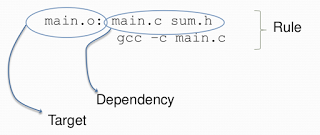 main.o: main.c sum.h
Rule
gcc -c main.c
Dependency
Target